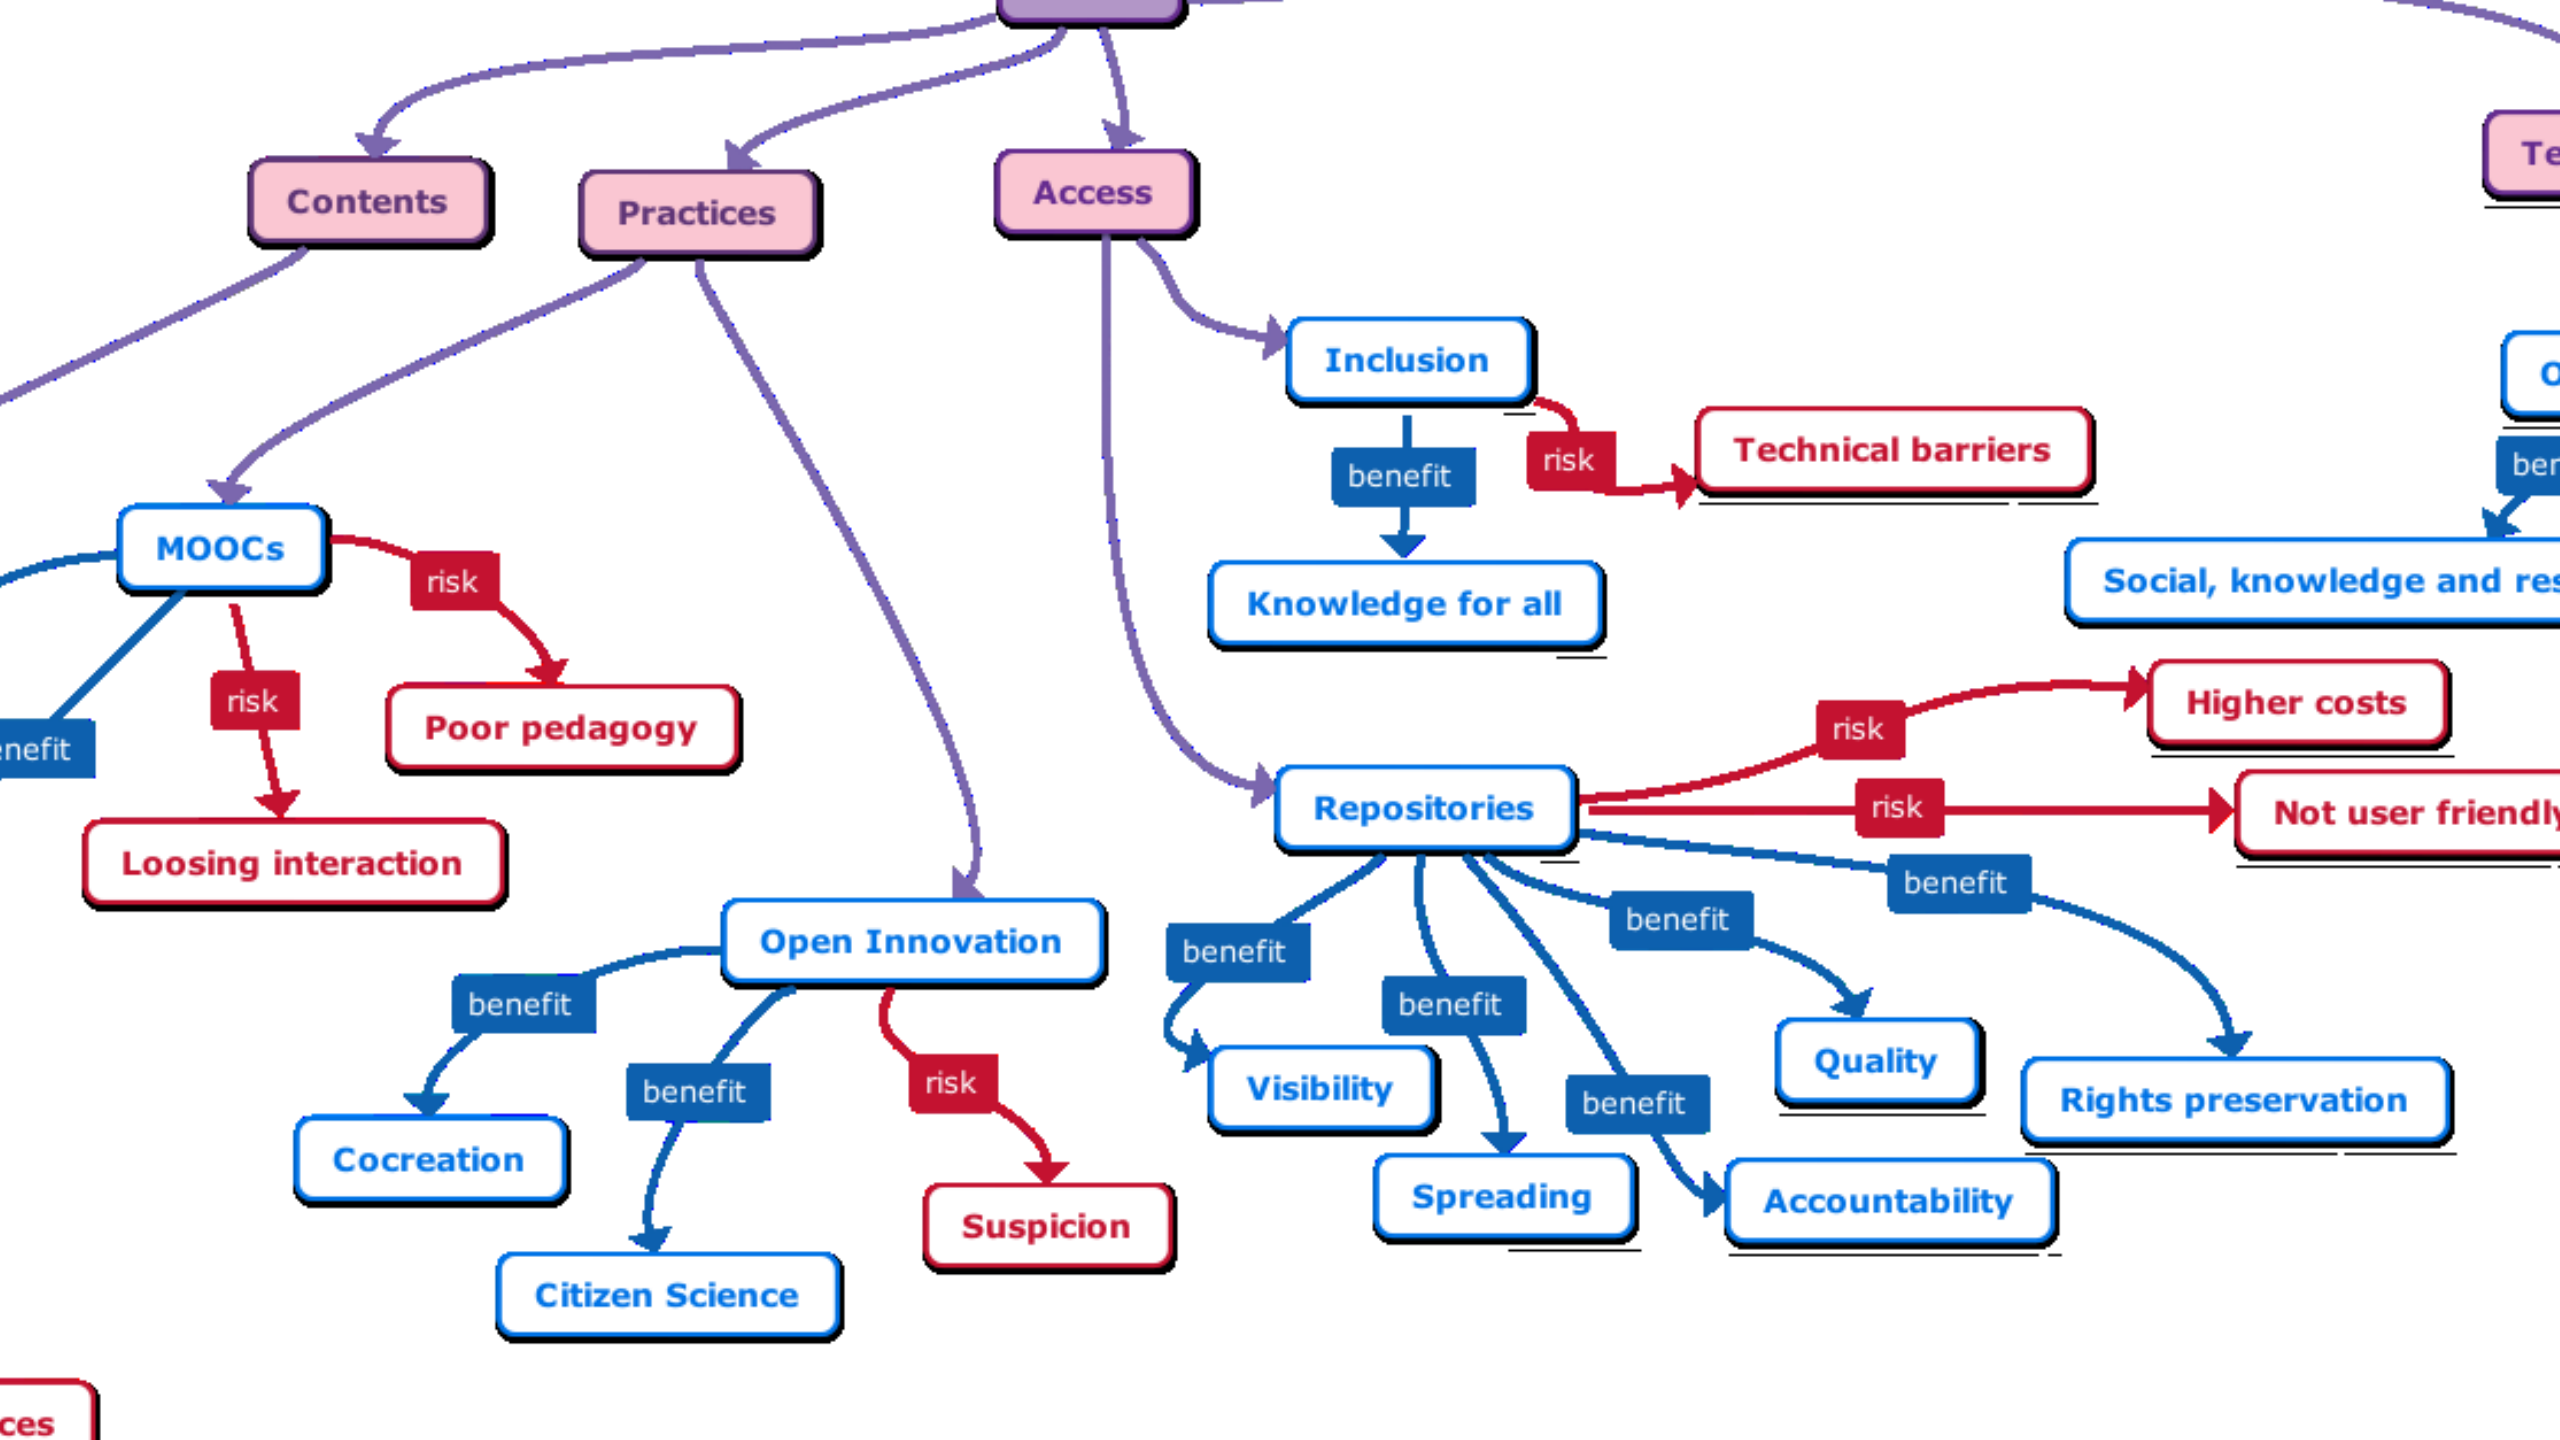 Contents
Practices
Access
Inclusion
benefit
risk
Technical barriers
Knowledge for all
MOOCs
risk
risk
Poor pedagogy
Loosing interaction
Social, knowledge and
Repositories
risk
Higher costs
risk
Not user friendly
benefit
benefit
benefit
benefit
benefit
Visibility
Spreading
Accountability
Quality
Rights preservation
Open Innovation
benefit
benefit
risk
Cocreation
Citizen Science
Suspicion